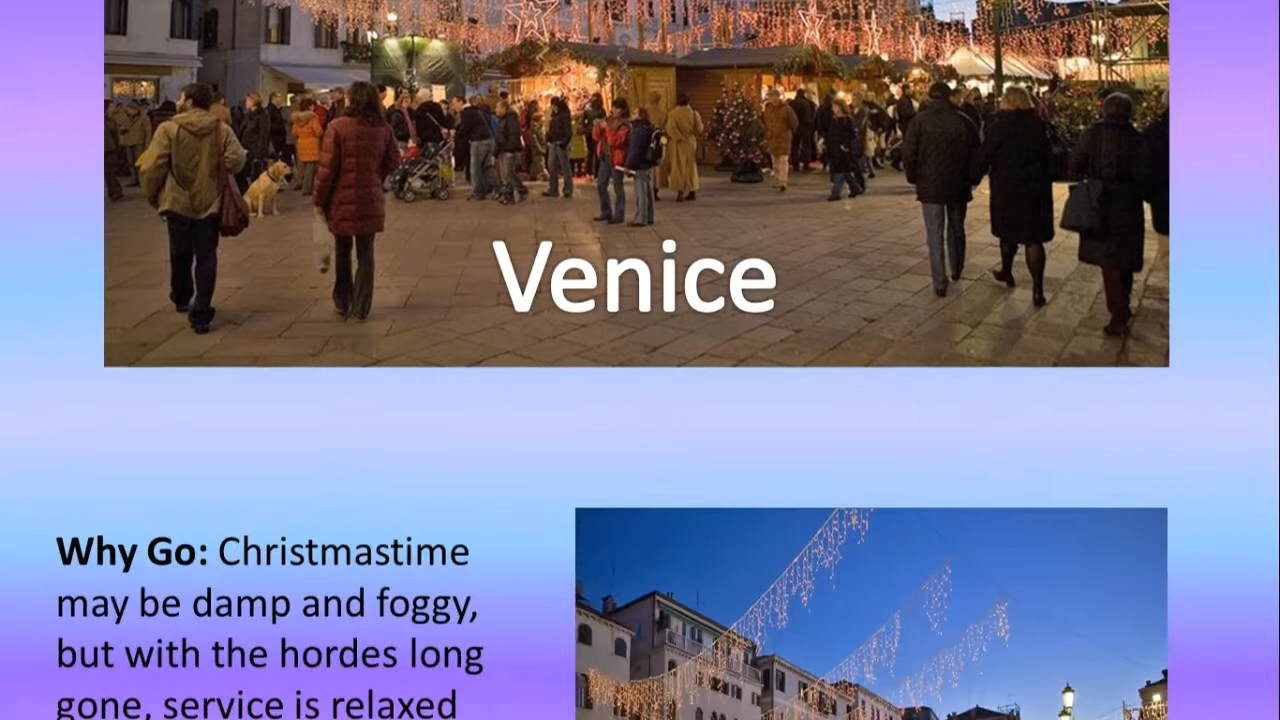 Venice
Why Go: Christmastime
may be damp and foggy,
but with the hordes long
gone, service is relaxed